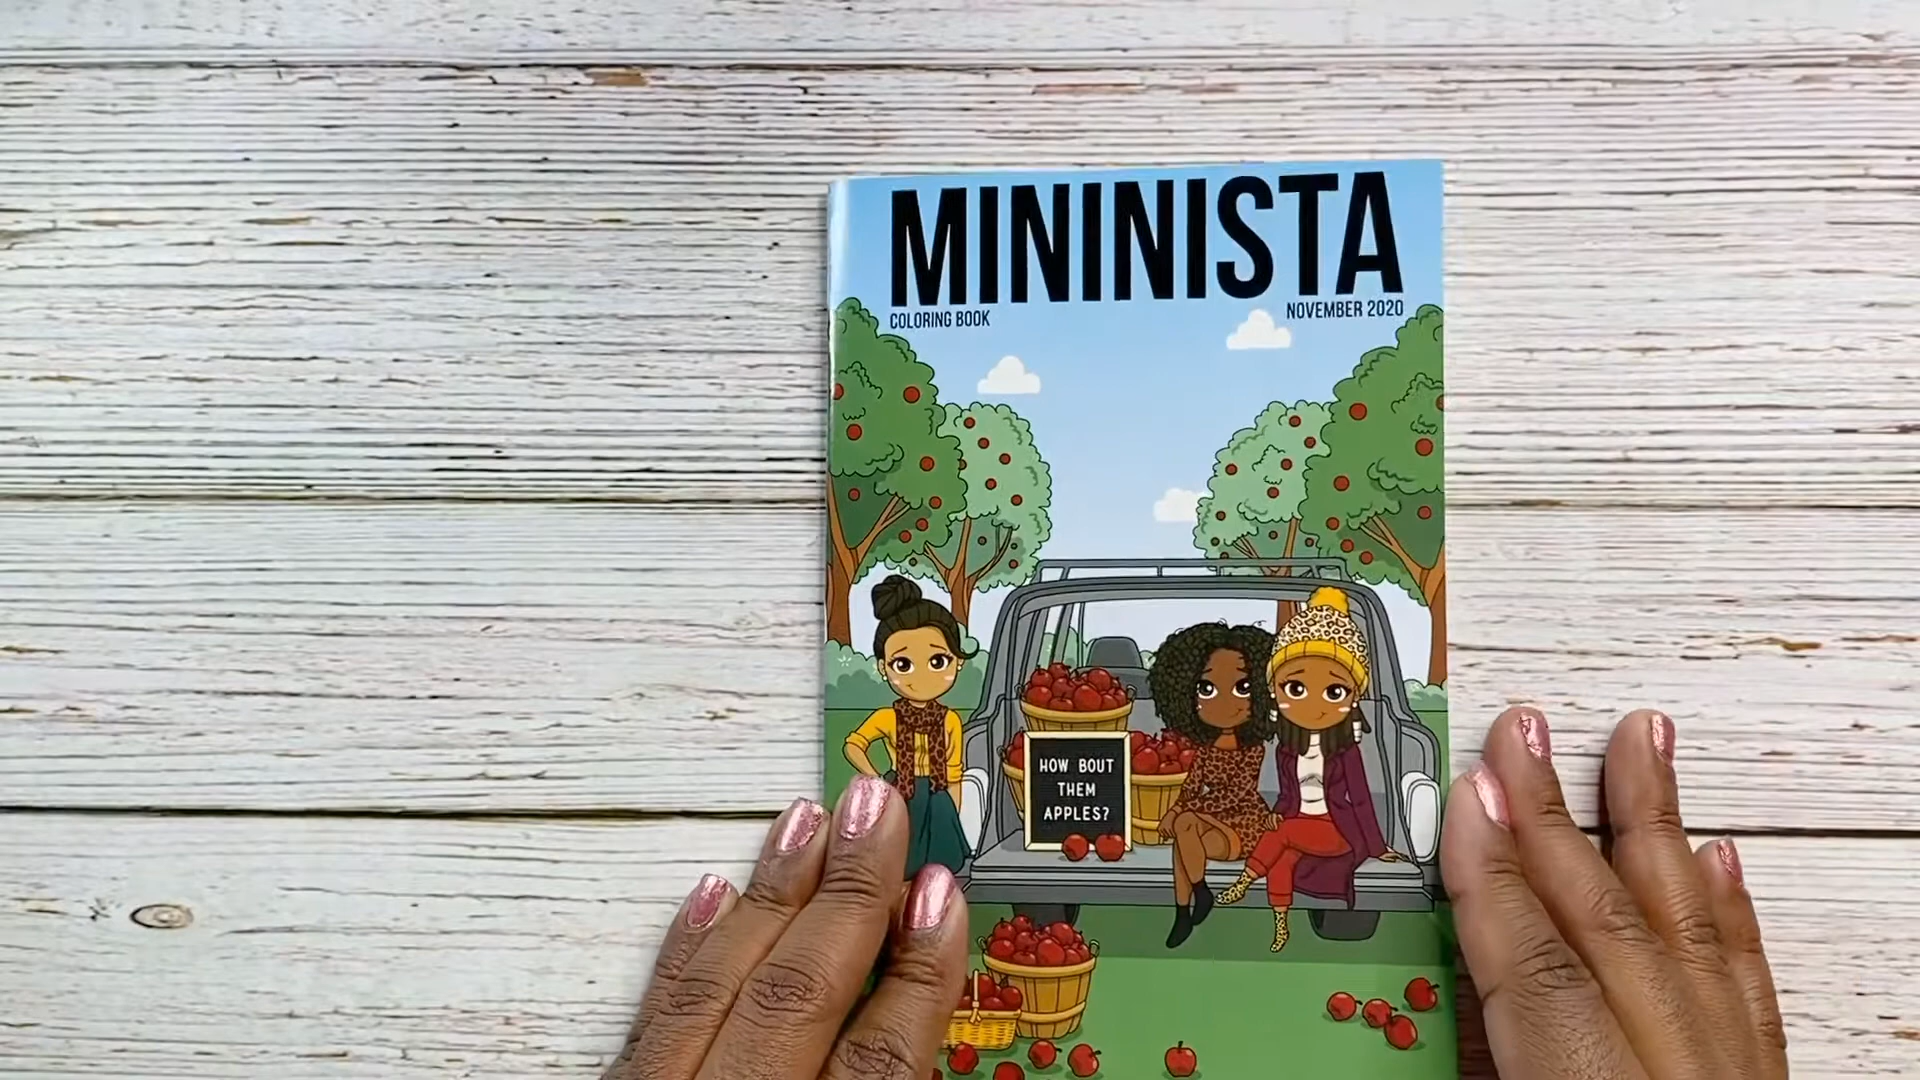 MININISTA
COLORING BOOK
NOVEMBER 2020
HOW BOUT
THEM
APPLES?